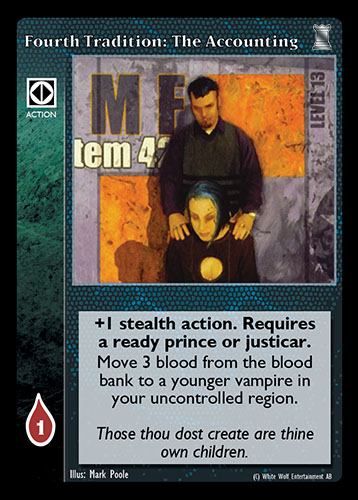 Fourth Tradition: The Accounting
ACTION
M E
tem 42
LEVEL 13
+1 stealth action. Requires
a ready prince or justicar.
Move 3 blood from the blood
bank to a younger vampire in
your uncontrolled region.
Those thou dost create are thine
own children.
1
Illus: Mark Poole
(C) White Wolf Entertainment AB